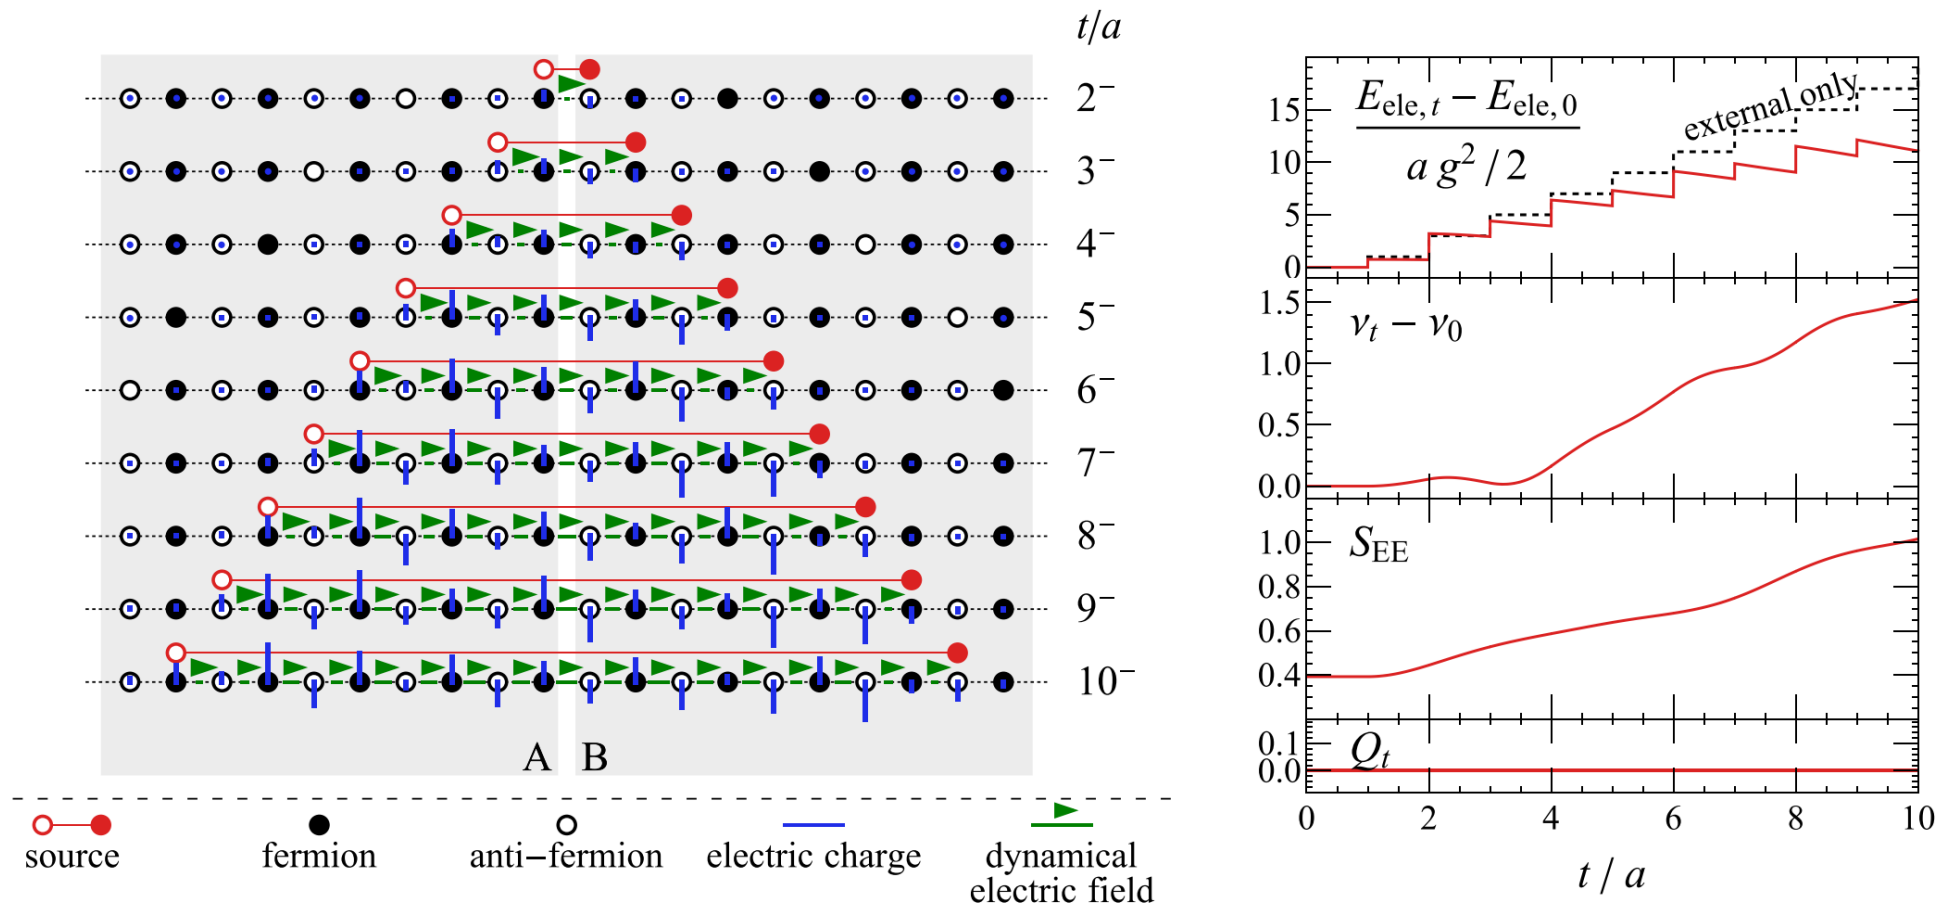 t/a
2⁻
3⁻
4⁻
5⁻
6⁻
7⁻
8⁻
9⁻
10⁻
A B
source
fermion
anti−fermion
electric charge
dynamical
electric field
E_ele, t − E_ele, 0
a g² / 2
external only
15
10
5
0
ν_t − ν_0
1.5
1.0
0.5
0.0
S_EE
1.0
0.8
0.6
0.4
Q_t
0.1
0.0
0 2 4 6 8 10
t / a